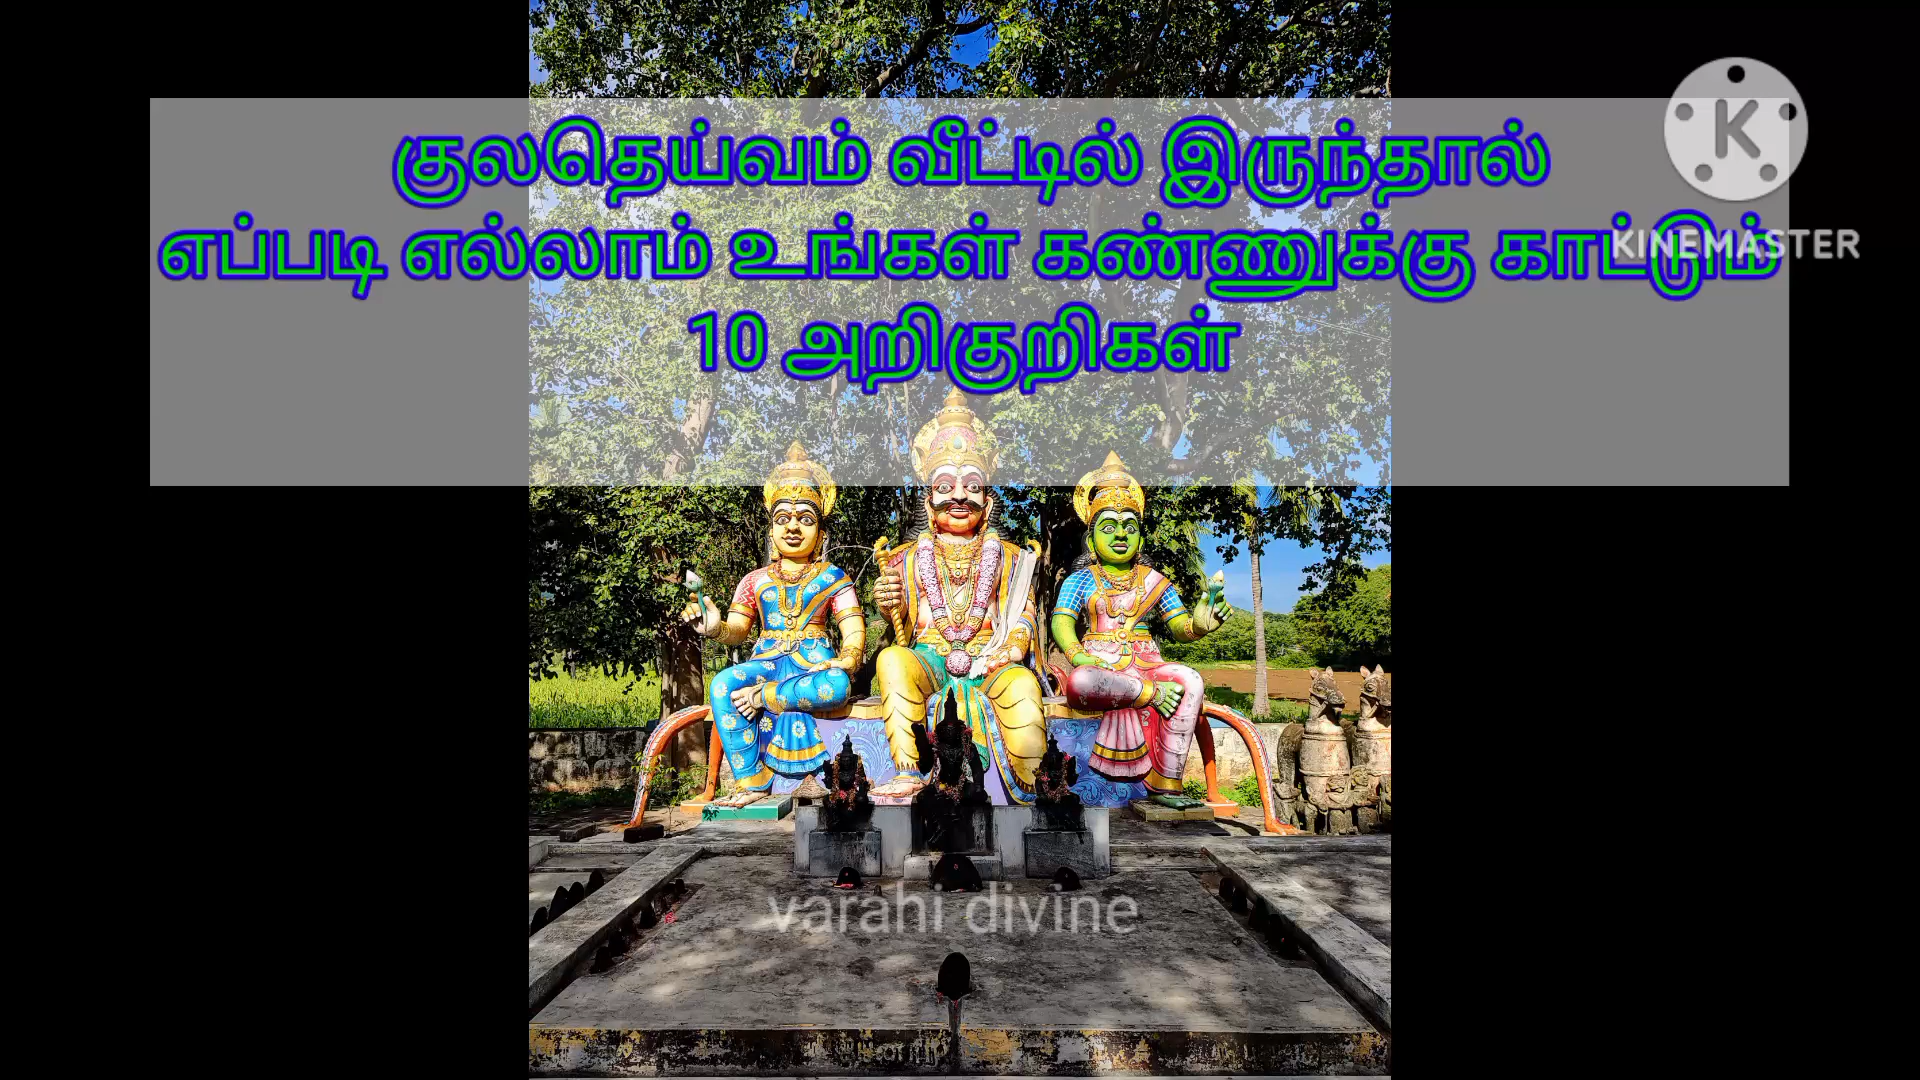 குலதெய்வம் வீட்டில் இருந்தால்
எப்படி எல்லாம் உங்கள் கண்ணுக்கு காட்டும்
10 அறிகுறிகள்
K
KINEMASTER
varahi divine